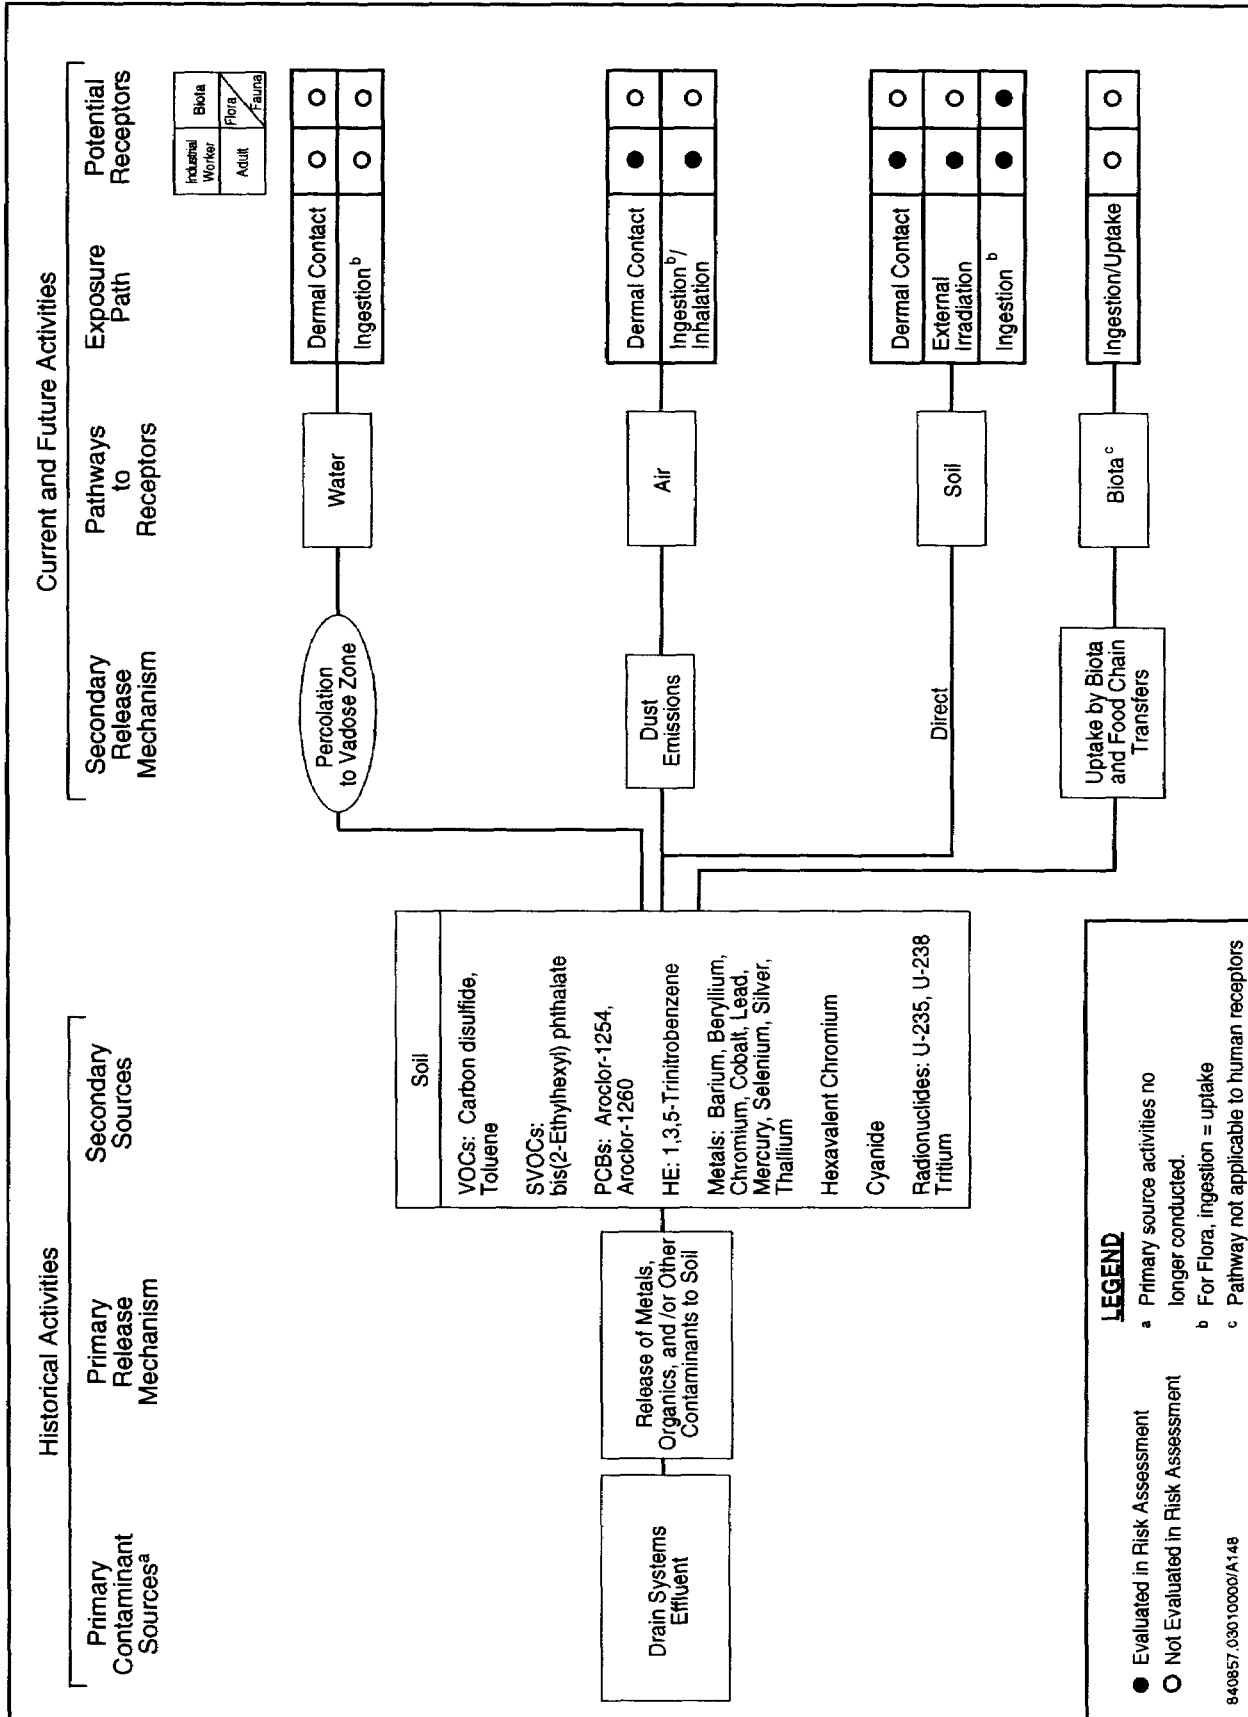 Historical Activities
Current and Future Activities
Primary
Contaminant
Sourcesa
Primary
Release
Mechanism
Secondary
Sources
Secondary
Release
Mechanism
Pathways
to
Receptors
Exposure
Path
Potential
Receptors
Industrial
Worker
Biota
Adult
Flora
Fauna
Drain Systems
Effluent
Release of Metals,
Organics, and /or Other
Contaminants to Soil
Soil
VOCs: Carbon disulfide,
Toluene
SVOCs:
bis(2-Ethylhexyl) phthalate
PCBs: Aroclor-1254,
Aroclor-1260
HE: 1,3,5-Trinitrobenzene
Metals: Barium, Beryllium,
Chromium, Cobalt, Lead,
Mercury, Selenium, Silver,
Thallium
Hexavalent Chromium
Cyanide
Radionuclides: U-235, U-238
Tritium
Percolation
to Vadose Zone
Water
Dermal Contact
Ingestion b
Dust
Emissions
Air
Dermal Contact
Ingestion b/
Inhalation
Direct
Soil
Dermal Contact
External
Irradiation
Ingestion b
Uptake by Biota
and Food Chain
Transfers
Biota c
Ingestion/Uptake
LEGEND
● Evaluated in Risk Assessment
○ Not Evaluated in Risk Assessment
a Primary source activities no
longer conducted.
b For Flora, ingestion = uptake
c Pathway not applicable to human receptors
840857.03010000/A148